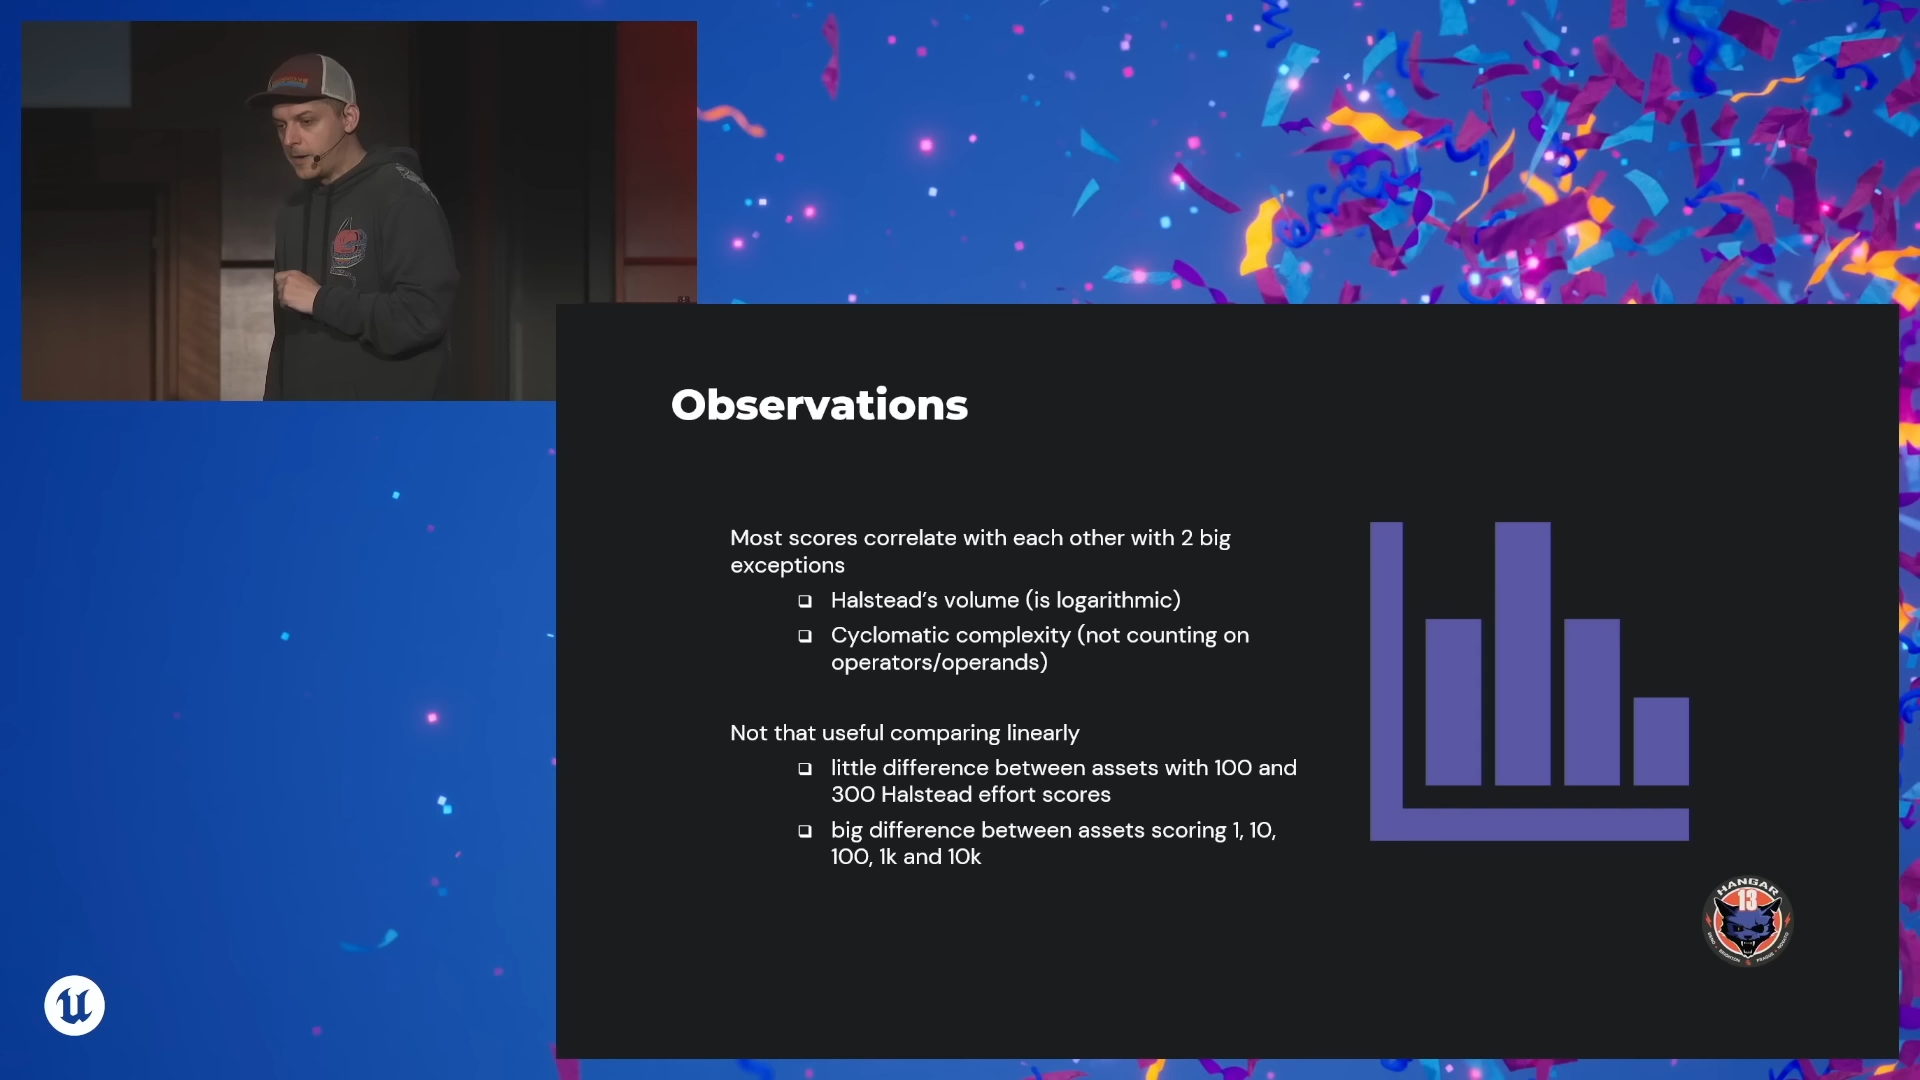 Observations
Most scores correlate with each other with 2 big
exceptions
Halstead’s volume (is logarithmic)
Cyclomatic complexity (not counting on
operators/operands)
Not that useful comparing linearly
little difference between assets with 100 and
300 Halstead effort scores
big difference between assets scoring 1, 10,
100, 1k and 10k
HANGAR
13